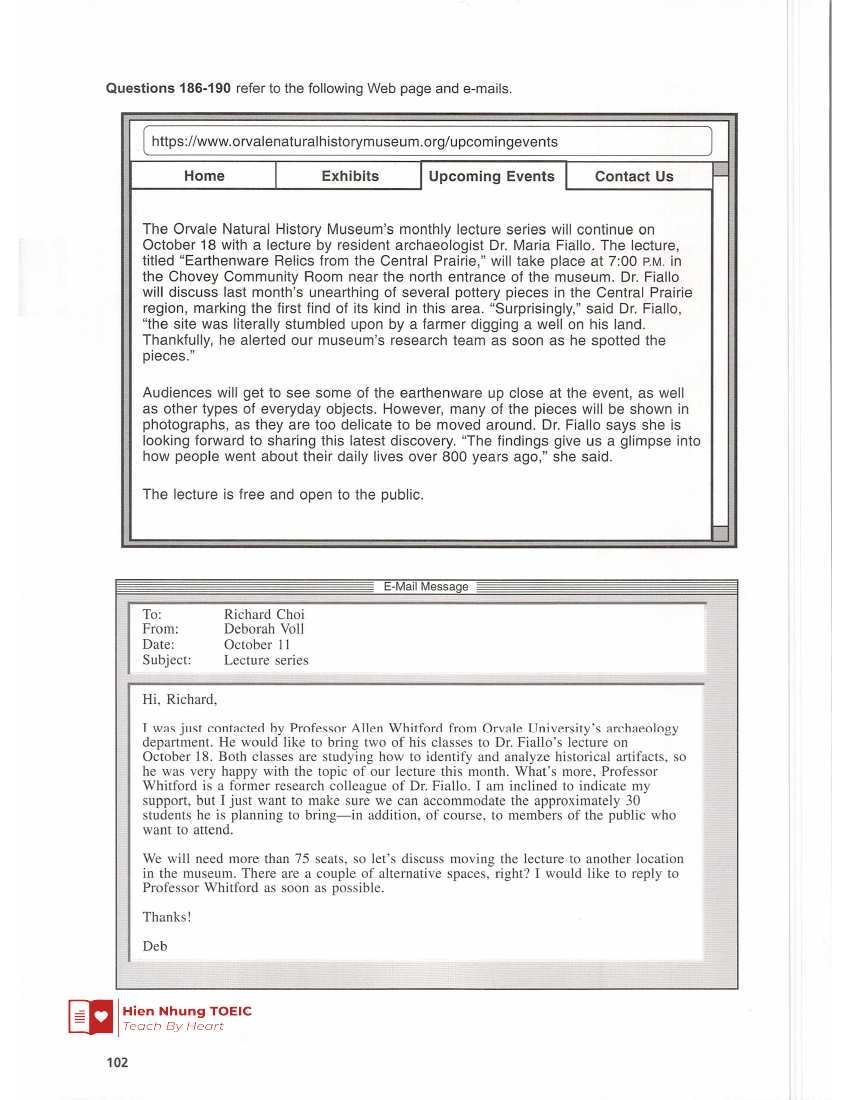 Questions 186-190 refer to the following Web page and e-mails.
https://www.orvalenaturalhistorymuseum.org/upcomingevents
Home Exhibits Upcoming Events Contact Us
The Orvale Natural History Museum's monthly lecture series will continue on
October 18 with a lecture by resident archaeologist Dr. Maria Fiallo. The lecture,
titled “Earthenware Relics from the Central Prairie,” will take place at 7:00 P.M. in
the Chovey Community Room near the north entrance of the museum. Dr. Fiallo
will discuss last month's unearthing of several pottery pieces in the Central Prairie
region, marking the first find of its kind in this area. “Surprisingly,” said Dr. Fiallo,
“the site was literally stumbled upon by a farmer digging a well on his land.
Thankfully, he alerted our museum's research team as soon as he spotted the
pieces.”
Audiences will get to see some of the earthenware up close at the event, as well
as other types of everyday objects. However, many of the pieces will be shown in
photographs, as they are too delicate to be moved around. Dr. Fiallo says she is
looking forward to sharing this latest discovery. “The findings give us a glimpse into
how people went about their daily lives over 800 years ago,” she said.
The lecture is free and open to the public.
E-Mail Message
To: Richard Choi
From: Deborah Voll
Date: October 11
Subject: Lecture series
Hi, Richard,
I was just contacted by Professor Allen Whitford from Orvale University's archaeology
department. He would like to bring two of his classes to Dr. Fiallo's lecture on
October 18. Both classes are studying how to identify and analyze historical artifacts, so
he was very happy with the topic of our lecture this month. What's more, Professor
Whitford is a former research colleague of Dr. Fiallo. I am inclined to indicate my
support, but I just want to make sure we can accommodate the approximately 30
students he is planning to bring—in addition, of course, to members of the public who
want to attend.
We will need more than 75 seats, so let's discuss moving the lecture to another location
in the museum. There are a couple of alternative spaces, right? I would like to reply to
Professor Whitford as soon as possible.
Thanks!
Deb
Hien Nhung TOEIC
Teach By Heart
102